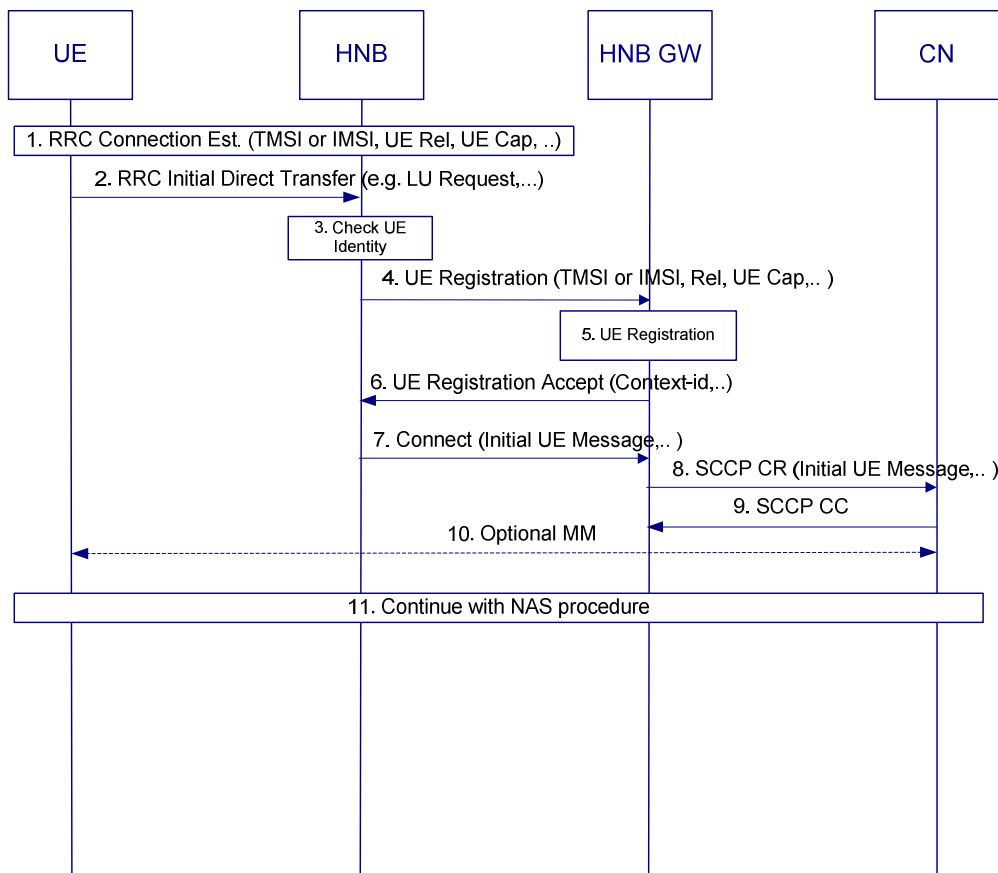 UE
HNB
HNB GW
CN
1. RRC Connection Est. (TMSI or IMSI, UE Rel, UE Cap, ..)
2. RRC Initial Direct Transfer (e.g. LU Request,...)
3. Check UE
Identity
4. UE Registration (TMSI or IMSI, Rel, UE Cap,.. )
5. UE Registration
6. UE Registration Accept (Context-id,..)
7. Connect (Initial UE Message,.. )
8. SCCP CR (Initial UE Message,.. )
9. SCCP CC
10. Optional MM
11. Continue with NAS procedure